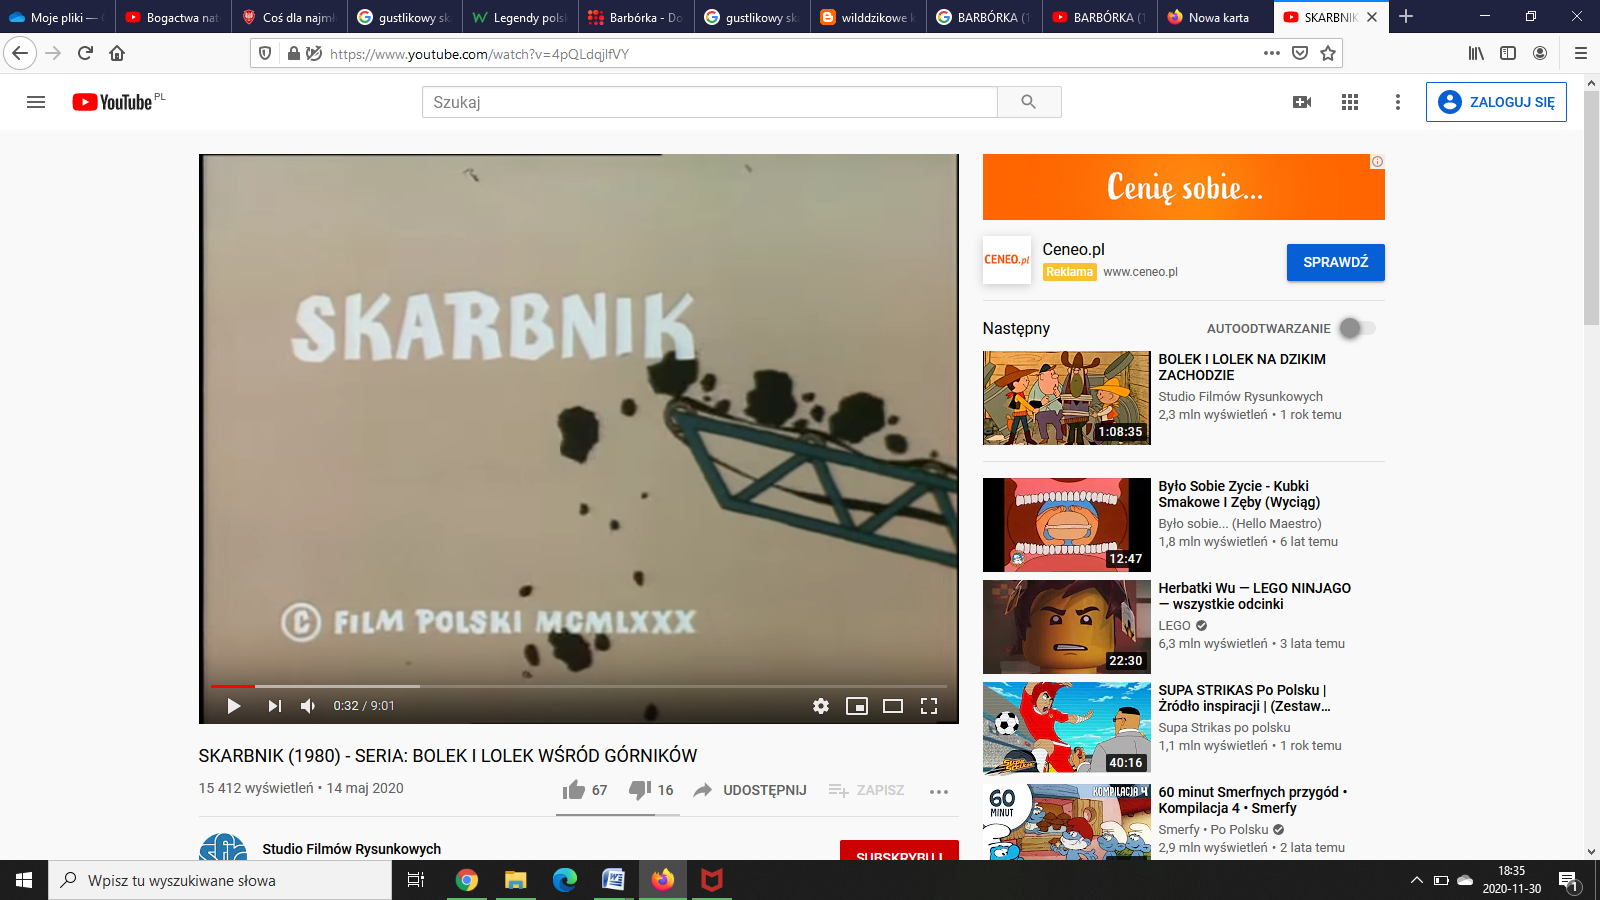 Moje pliki —
Bogactwa nat
Coś dla najmł
gustlikowy sk
Legendy polsk
Barbórka - Do
gustlikowy sk
wilddzikowe k
BARBÓRKA (1
BARBÓRKA (1
Nowa karta
SKARBNIK
https://www.youtube.com/watch?v=4pQLdqjlfVY
YouTube PL
Szukaj
ZALOGUJ SIĘ
SKARBNIK
© FILM POLSKI MCMLXXX
0:32 / 9:01
SKARBNIK (1980) - SERIA: BOLEK I LOLEK WŚRÓD GÓRNIKÓW
15 412 wyświetleń • 14 maj 2020
67
16
UDOSTĘPNIJ
ZAPISZ
Studio Filmów Rysunkowych
SUBSKRYBUJ
Cenię sobie...
CENEO.pl
Ceneo.pl
Reklama www.ceneo.pl
SPRAWDŹ
Następny
AUTOODTWARZANIE
1:08:35
BOLEK I LOLEK NA DZIKIM
ZACHODZIE
Studio Filmów Rysunkowych
2,3 mln wyświetleń • 1 rok temu
12:47
Było Sobie Zycie - Kubki
Smakowe I Zęby (Wyciąg)
Było sobie... (Hello Maestro)
1,8 mln wyświetleń • 6 lat temu
22:30
Herbatki Wu — LEGO NINJAGO
— wszystkie odcinki
LEGO
6,3 mln wyświetleń • 3 lata temu
SUPA STRIKAS
40:16
SUPA STRIKAS Po Polsku |
Źródło inspiracji | (Zestaw...
Supa Strikas po polsku
1,1 mln wyświetleń • 1 rok temu
60
MINUT
KOMPILACJA 4
60 minut Smerfnych przygód •
Kompilacja 4 • Smerfy
Smerfy • Po Polsku
2,9 mln wyświetleń • 2 lata temu
Wpisz tu wyszukiwane słowa
18:35
2020-11-30
1